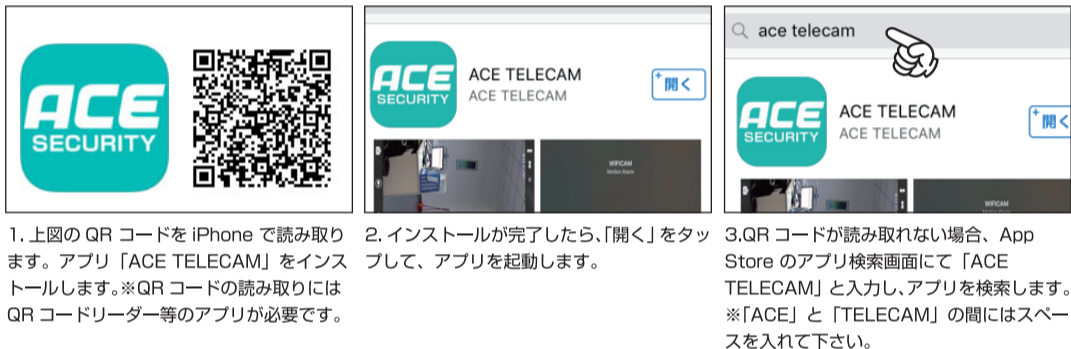 ACE
SECURITY
1. 上図の QR コードを iPhone で読み取り
ます。アプリ「ACE TELECAM」をインス
トールします。※QR コードの読み取りには
QR コードリーダー等のアプリが必要です。
ACE
SECURITY
ACE TELECAM
ACE TELECAM
+開く
WIFICAM
Motion Alarm
2. インストールが完了したら、「開く」をタッ
プして、アプリを起動します。
ace telecam
ACE
SECURITY
ACE TELECAM
ACE TELECAM
+開く
WIFICAM
Motion Alarm
3.QR コードが読み取れない場合、App
Store のアプリ検索画面にて「ACE
TELECAM」と入力し、アプリを検索します。
※「ACE」と「TELECAM」の間にはスペー
スを入れて下さい。